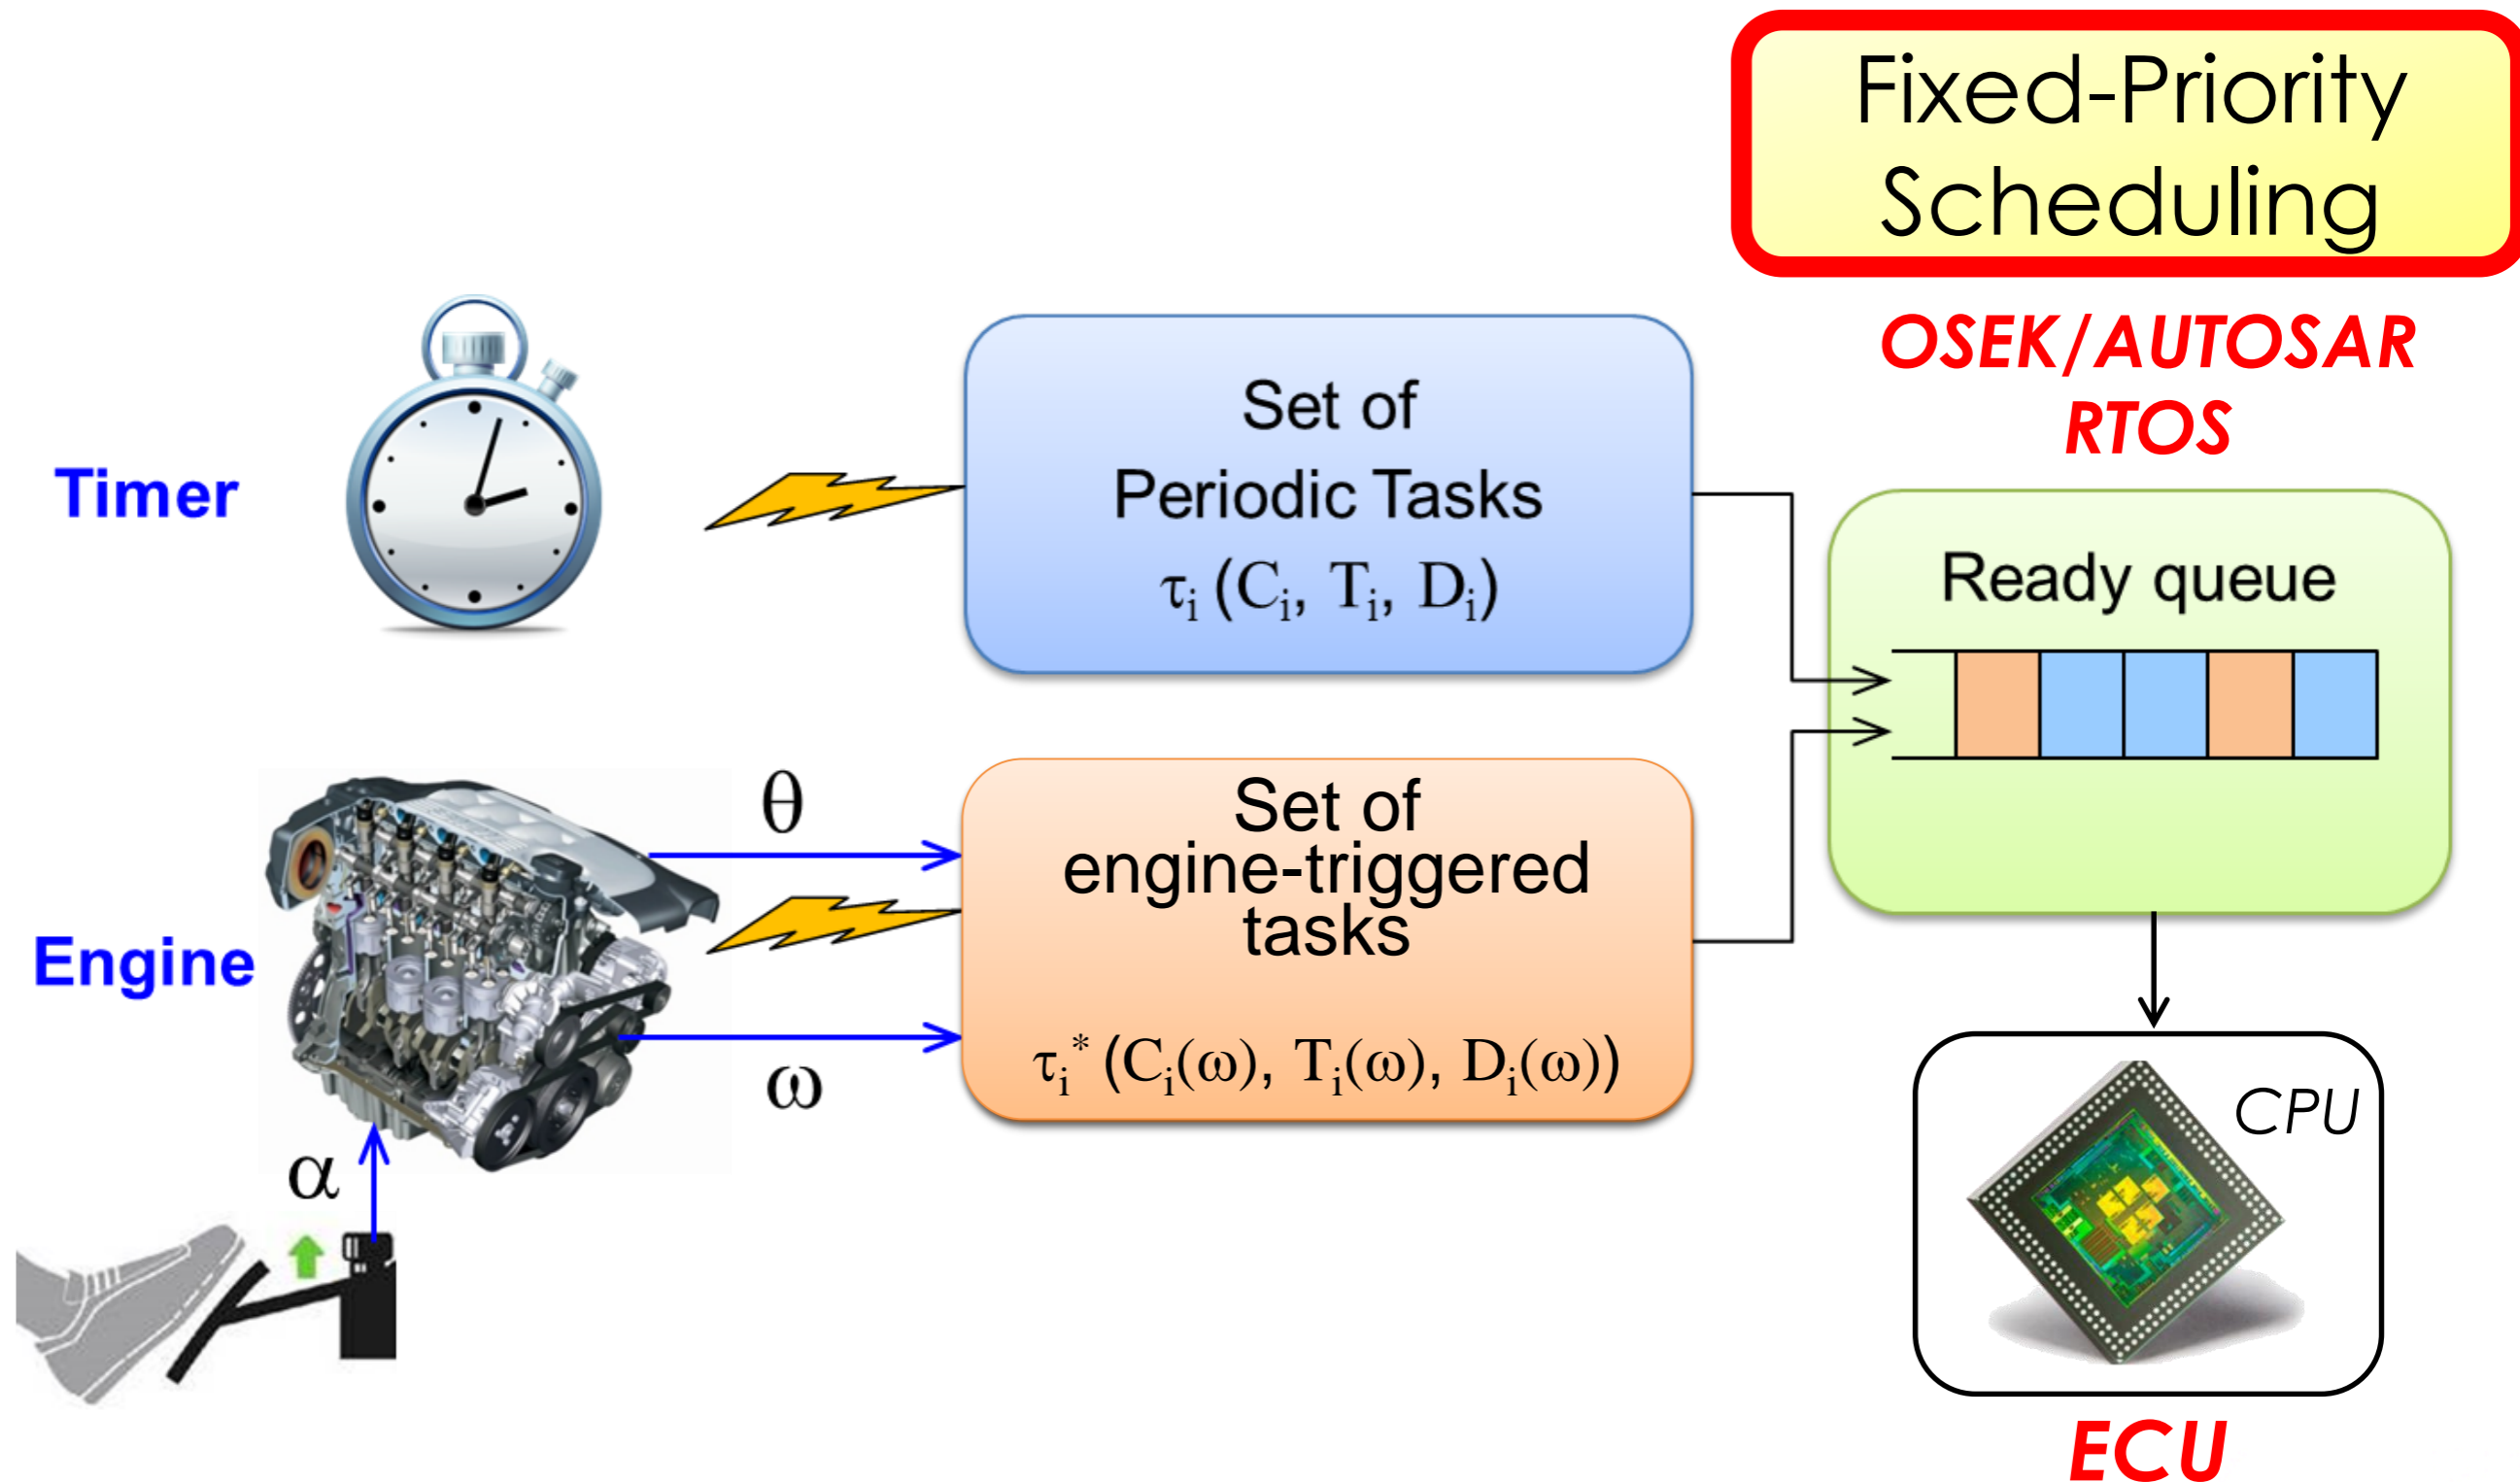 Fixed-Priority
Scheduling
OSEK/AUTOSAR
RTOS
Timer
Set of
Periodic Tasks
τᵢ (Cᵢ, Tᵢ, Dᵢ)
Ready queue
Engine
θ
ω
α
Set of
engine-triggered
tasks
τᵢ* (Cᵢ(ω), Tᵢ(ω), Dᵢ(ω))
CPU
ECU